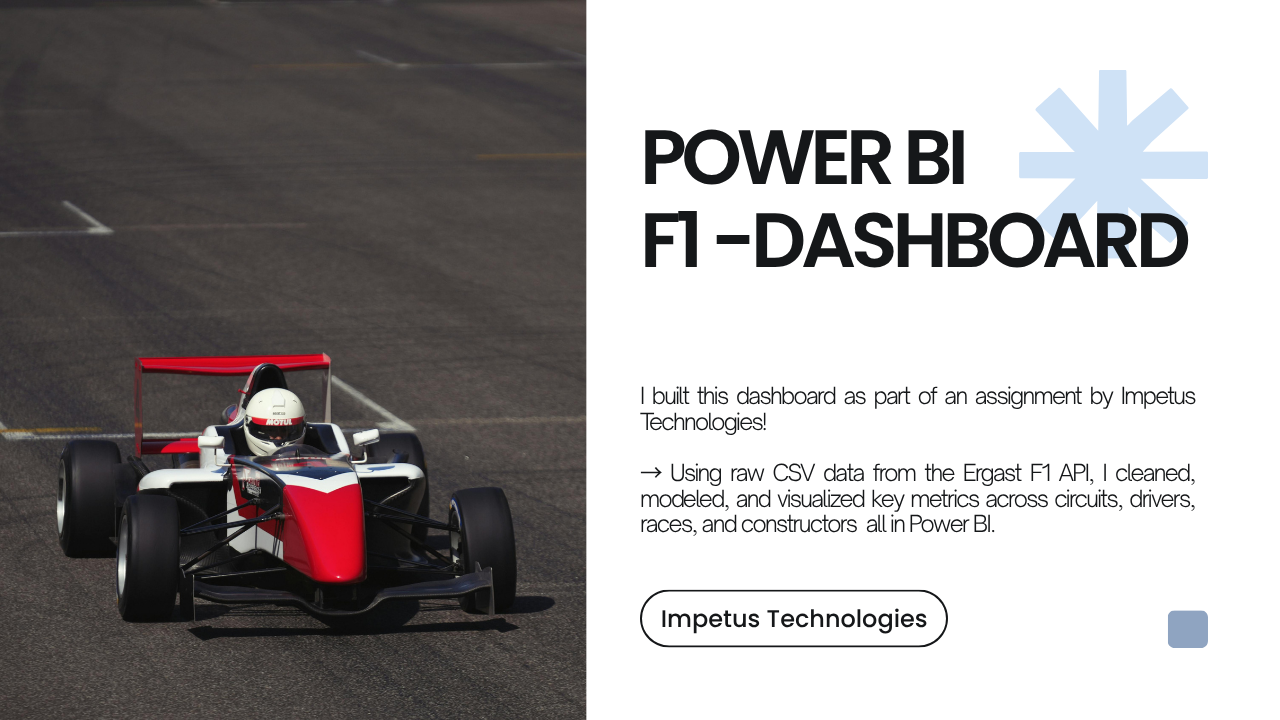 POWER BI
F1 -DASHBOARD
I built this dashboard as part of an assignment by Impetus
Technologies!
→ Using raw CSV data from the Ergast F1 API, I cleaned,
modeled, and visualized key metrics across circuits, drivers,
races, and constructors  all in Power BI.
Impetus Technologies
MOTUL